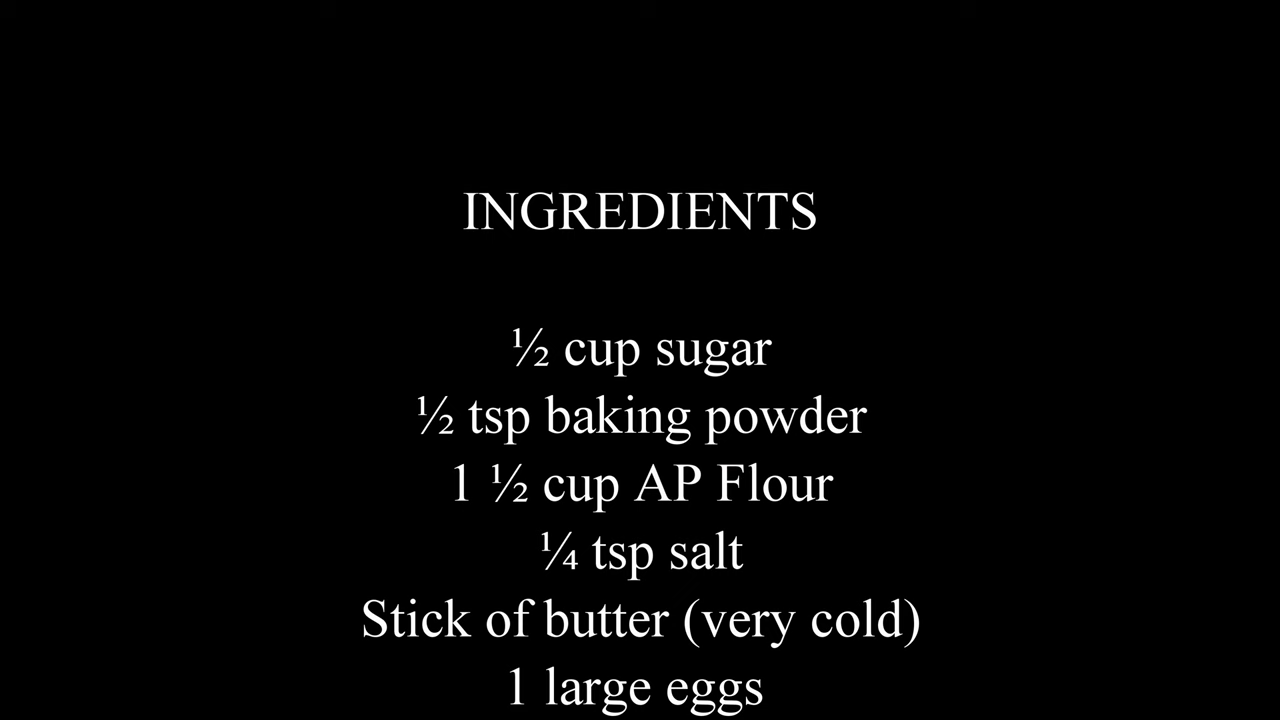 INGREDIENTS
½ cup sugar
½ tsp baking powder
1 ½ cup AP Flour
¼ tsp salt
Stick of butter (very cold)
1 large eggs